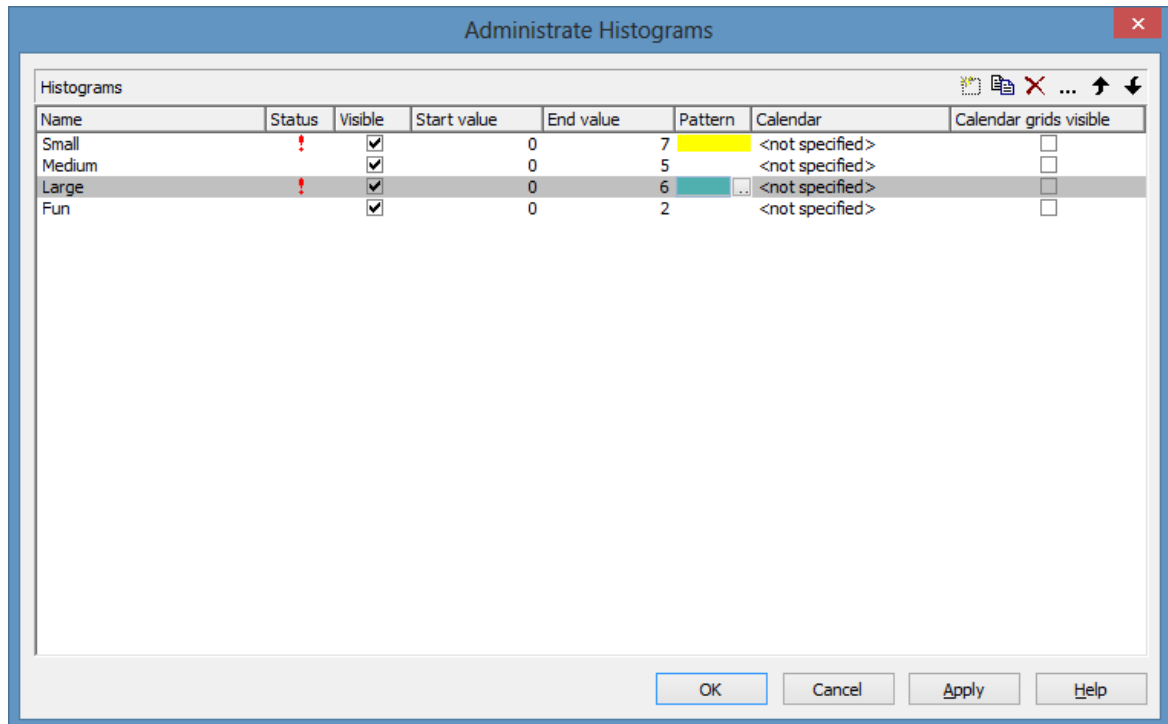 Administrate Histograms
Histograms ...
Name Status Visible Start value End value Pattern Calendar Calendar grids visible
Small ! 0 7 <not specified>
Medium 0 5 <not specified>
Large ! 0 6 .. <not specified>
Fun 0 2 <not specified>
OK Cancel Apply Help